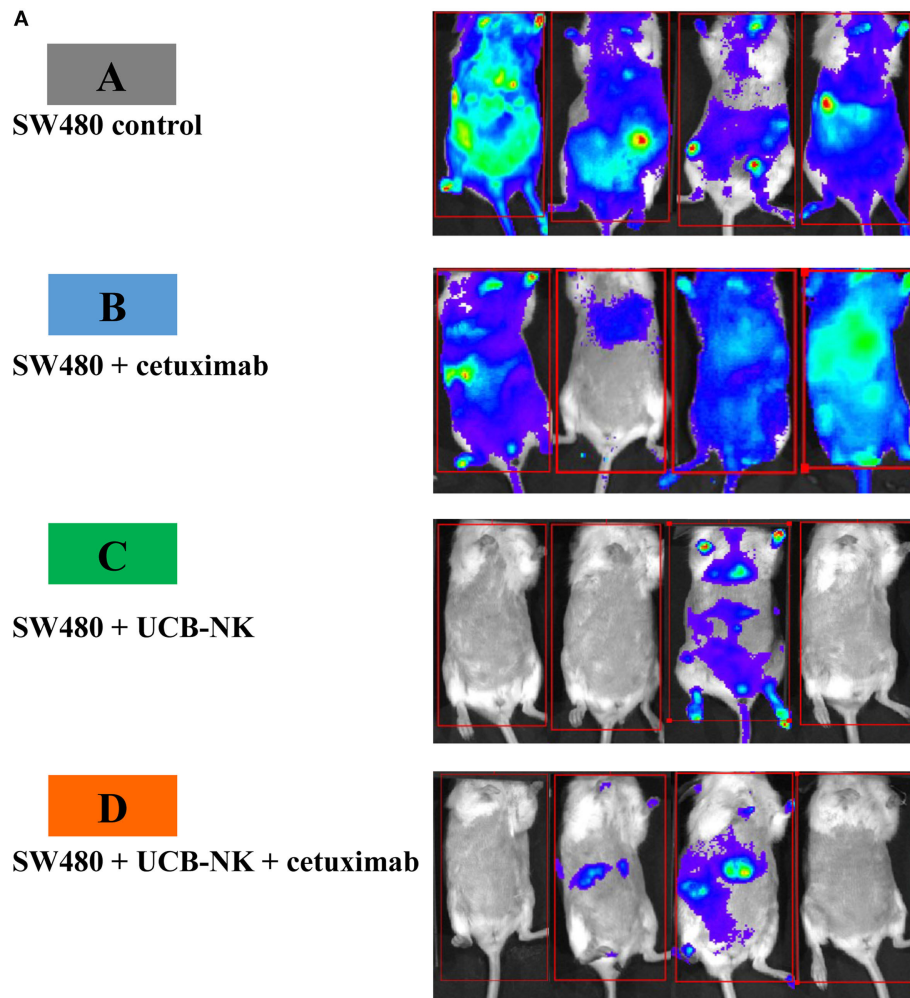 A
A
SW480 control
B
SW480 + cetuximab
C
SW480 + UCB-NK
D
SW480 + UCB-NK + cetuximab